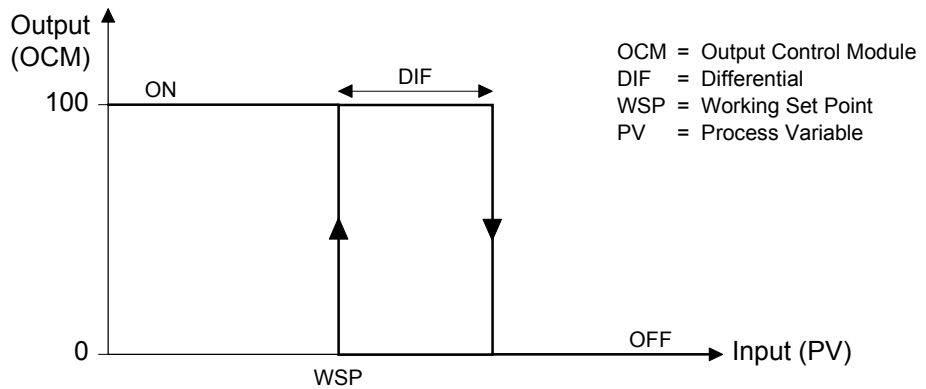 Output
(OCM)
OCM = Output Control Module
DIF = Differential
WSP = Working Set Point
PV = Process Variable
DIF
ON
100
OFF
0
Input (PV)
WSP